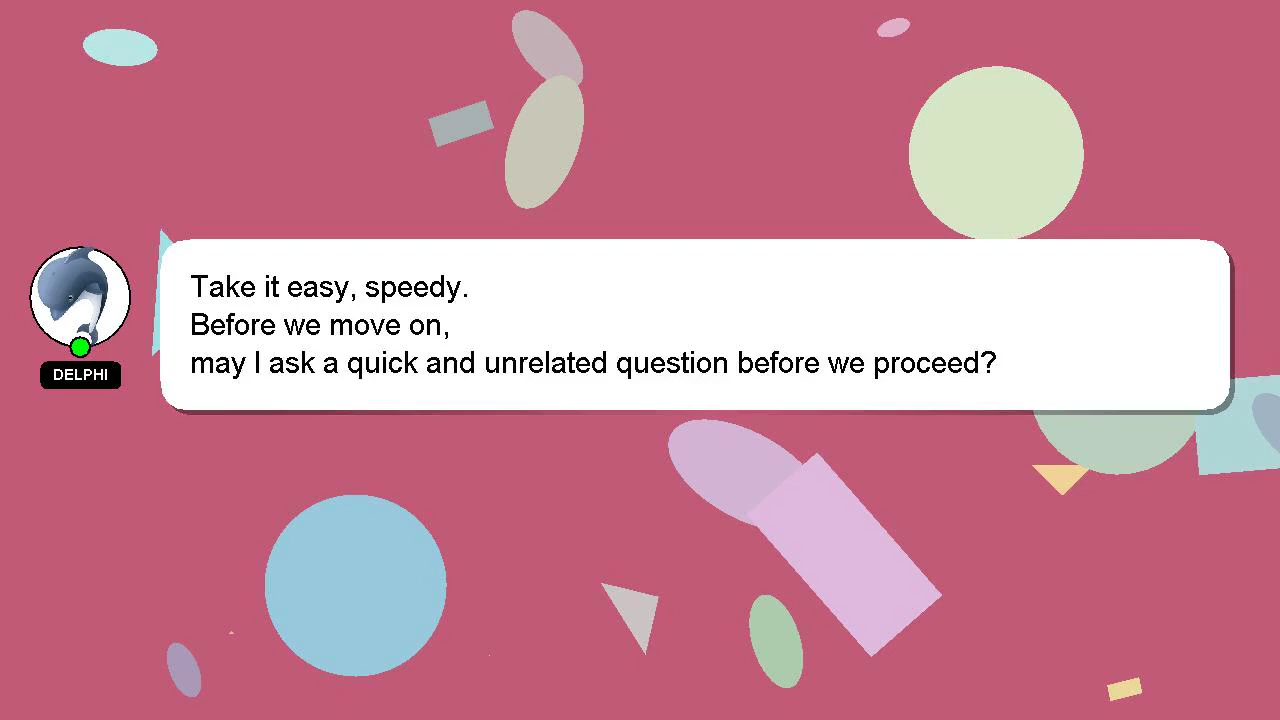 Take it easy, speedy.
Before we move on,
may I ask a quick and unrelated question before we proceed?
DELPHI